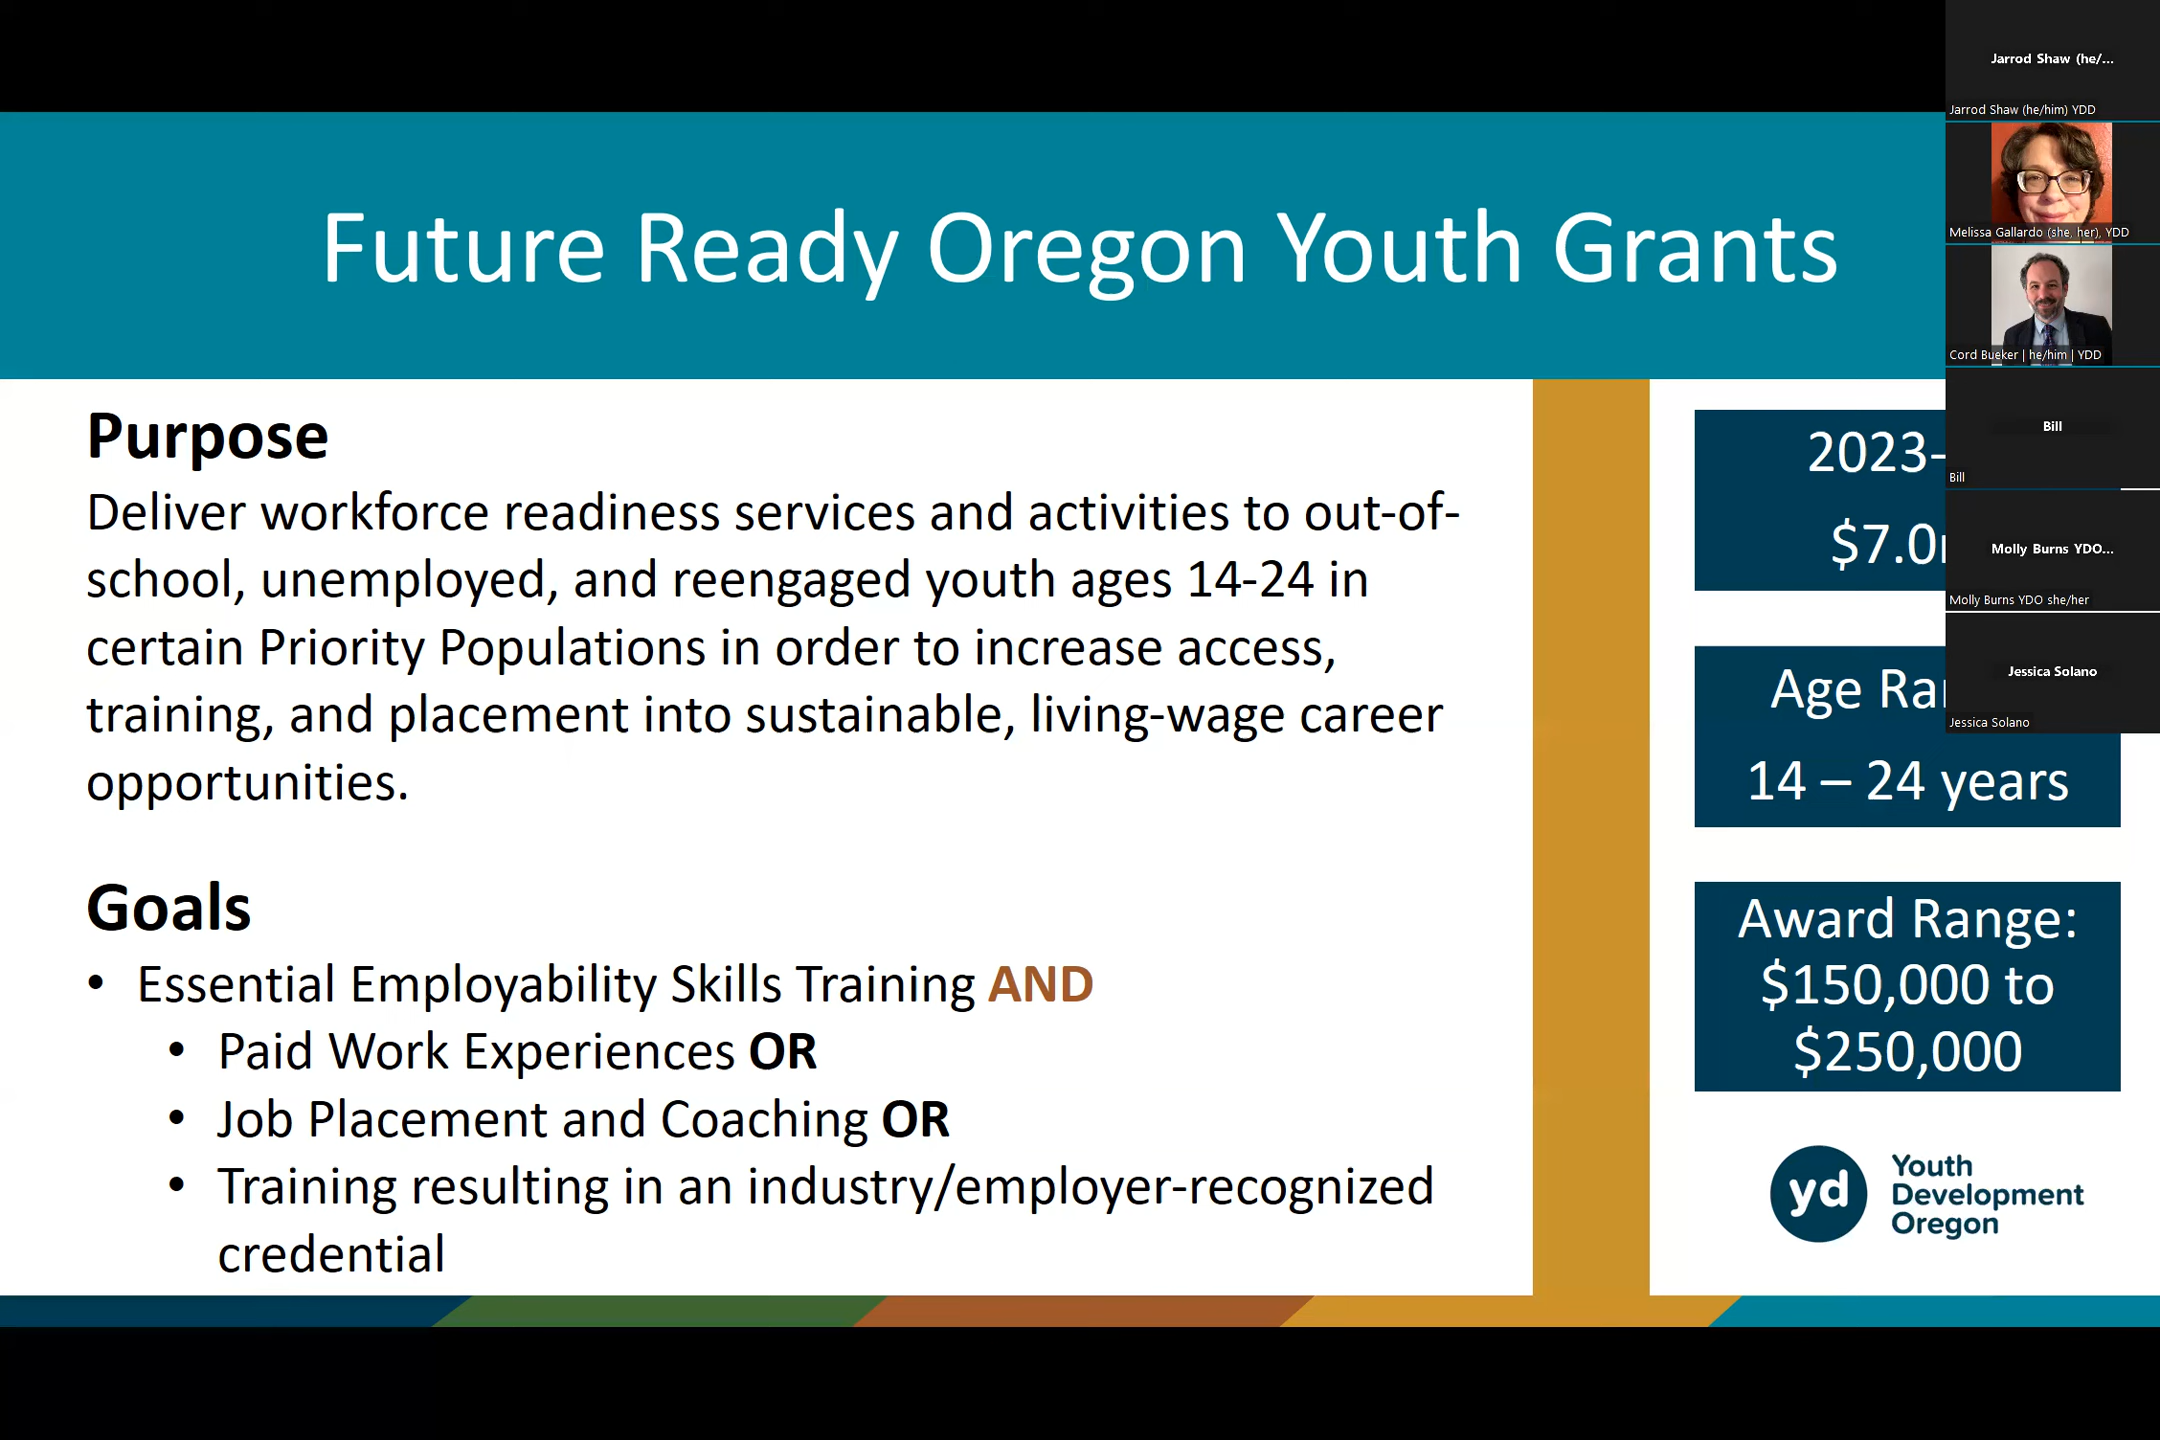 Future Ready Oregon Youth Grants
Purpose
Deliver workforce readiness services and activities to out-of-
school, unemployed, and reengaged youth ages 14-24 in
certain Priority Populations in order to increase access,
training, and placement into sustainable, living-wage career
opportunities.
Goals
• Essential Employability Skills Training AND
• Paid Work Experiences OR
• Job Placement and Coaching OR
• Training resulting in an industry/employer-recognized
credential
2023-
$7.0
Age Ra
14 – 24 years
Award Range:
$150,000 to
$250,000
yd
Youth
Development
Oregon
Jarrod Shaw (he/...
Jarrod Shaw (he/him) YDD
Melissa Gallardo (she, her), YDD
Cord Bueker | he/him | YDD
Bill
Bill
Molly Burns YDO...
Molly Burns YDO she/her
Jessica Solano
Jessica Solano